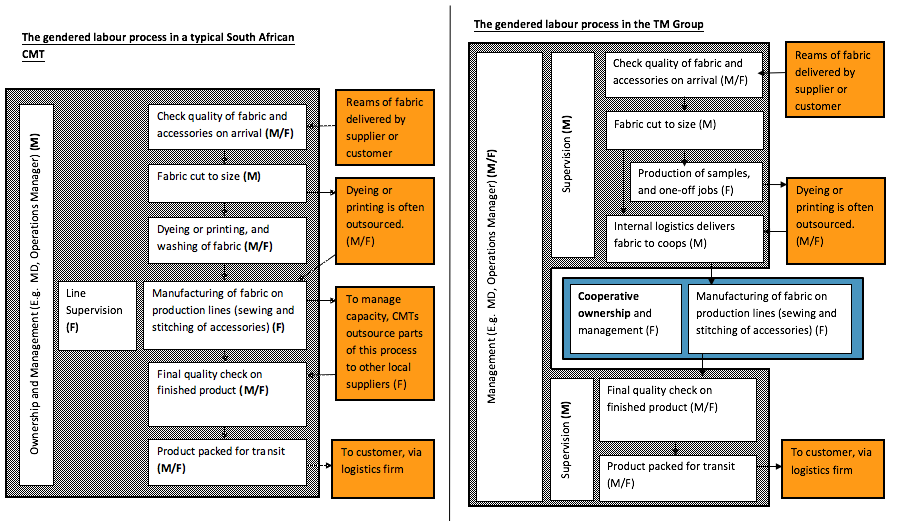 The gendered labour process in a typical South African
CMT
Ownership and Management (E.g. MD, Operations Manager) (M)
Check quality of fabric and
accessories on arrival (M/F)
Reams of fabric
delivered by
supplier or
customer
Fabric cut to size (M)
Dyeing or
printing is often
outsourced.
(M/F)
Dyeing or printing, and
washing of fabric (M/F)
Line
Supervision
(F)
Manufacturing of fabric on
production lines (sewing and
stitching of accessories) (F)
To manage
capacity, CMTs
outsource parts
of this process
to other local
suppliers (F)
Final quality check on
finished product (M/F)
Product packed for transit
(M/F)
To customer, via
logistics firm
The gendered labour process in the TM Group
Management (E.g. MD, Operations Manager) (M/F)
Supervision (M)
Check quality of fabric and
accessories on arrival (M/F)
Reams of fabric
delivered by
supplier or
customer
Fabric cut to size (M)
Production of samples,
and one-off jobs (F)
Dyeing or
printing is often
outsourced.
(M/F)
Internal logistics delivers
fabric to coops (M)
Cooperative
ownership and
management (F)
Manufacturing of fabric on
production lines (sewing and
stitching of accessories) (F)
Supervision (M)
Final quality check on
finished product (M/F)
Product packed for transit
(M/F)
To customer, via
logistics firm